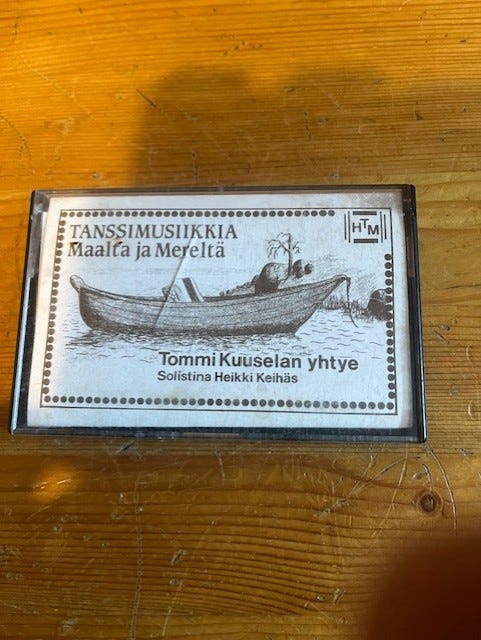 TANSSIMUSIIKKIA
Maalta ja Mereltä
HTM
Tommi Kuuselan yhtye
Solistina Heikki Keihäs